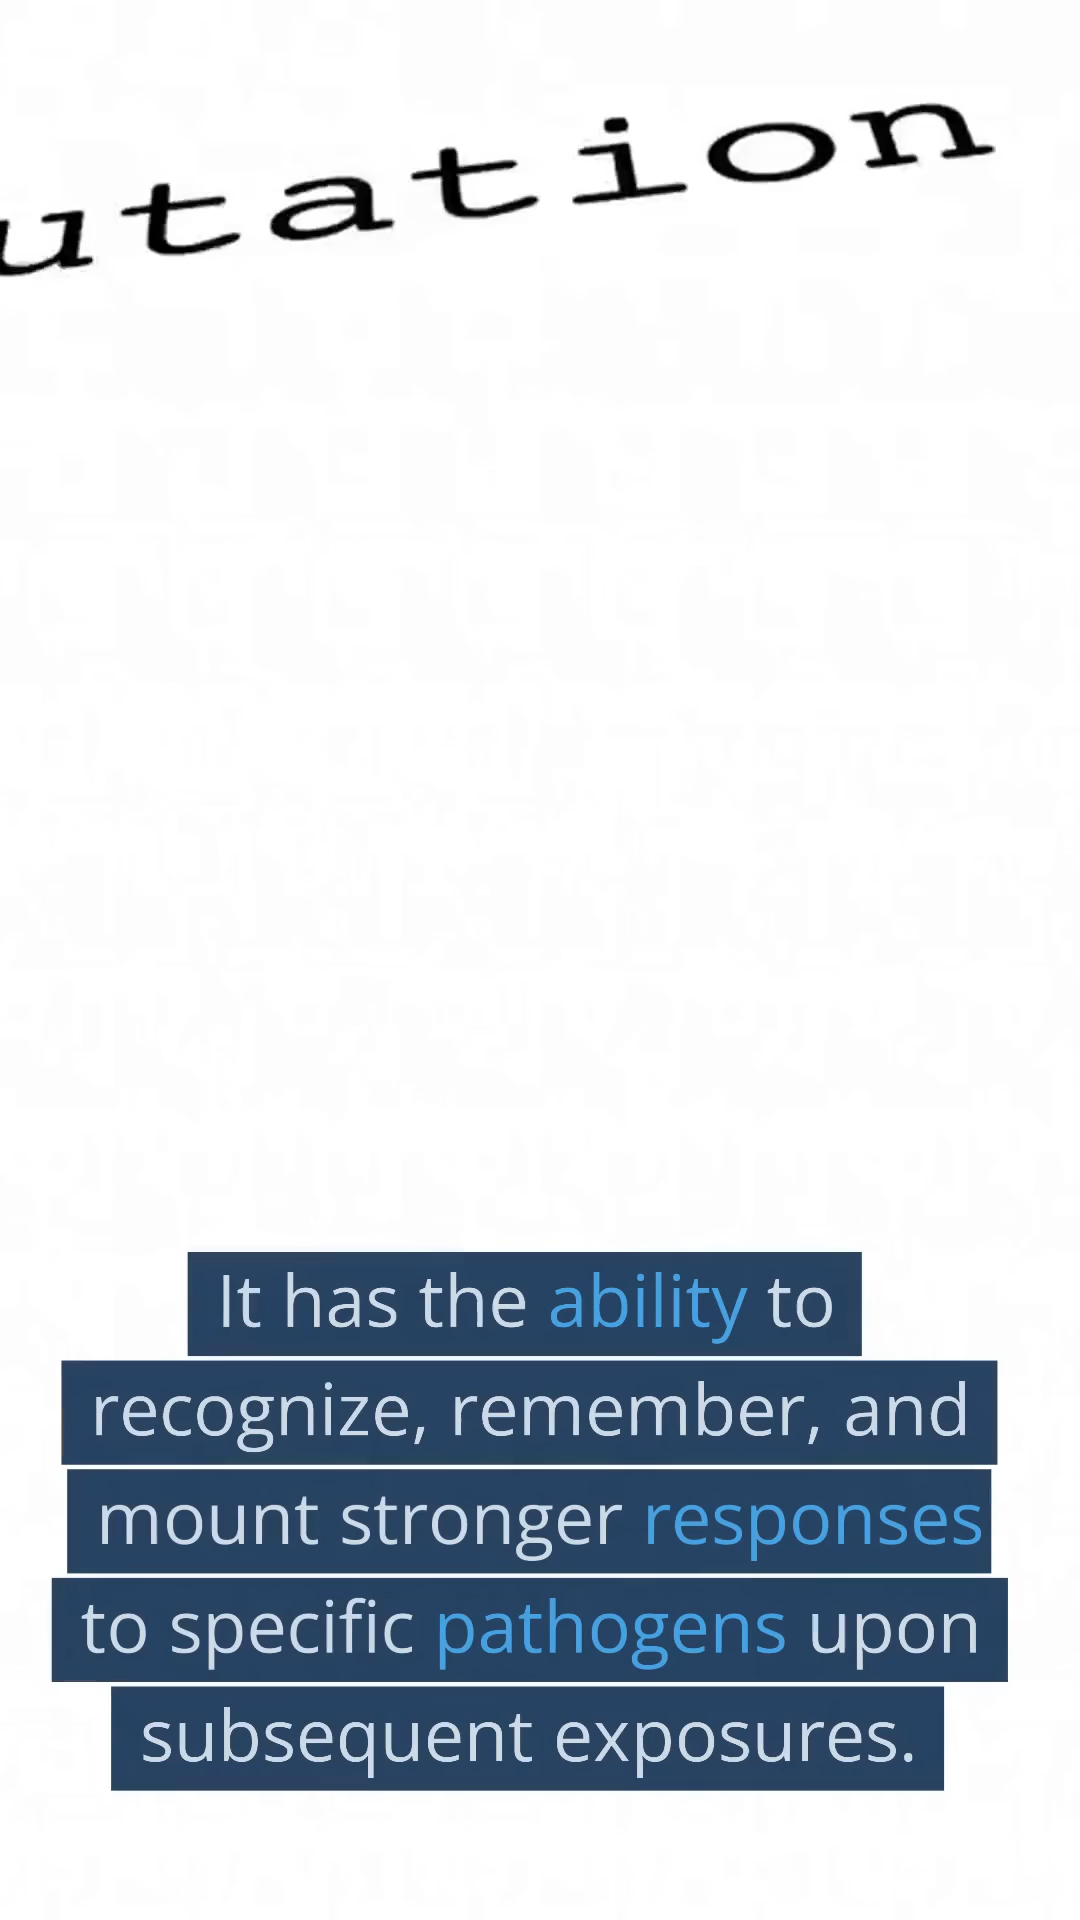 utation
It has the ability to
recognize, remember, and
mount stronger responses
to specific pathogens upon
subsequent exposures.